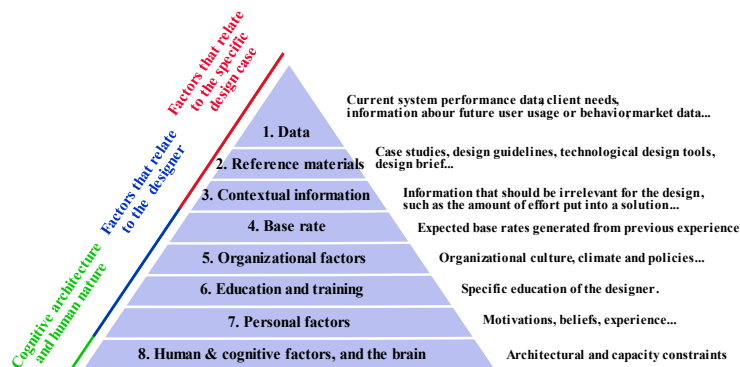 Factors that relate
to the specific
design case
Factors that relate
to the designer
Cognitive architecture
and human nature
1. Data
Current system performance data, client needs,
information abour future user usage or behavior, market data...
2. Reference materials
Case studies, design guidelines, technological design tools,
design brief...
3. Contextual information
Information that should be irrelevant for the design,
such as the amount of effort put into a solution...
4. Base rate
Expected base rates generated from previous experience
5. Organizational factors
Organizational culture, climate and policies...
6. Education and training
Specific education of the designer.
7. Personal factors
Motivations, beliefs, experience...
8. Human & cognitive factors, and the brain
Architectural and capacity constraints